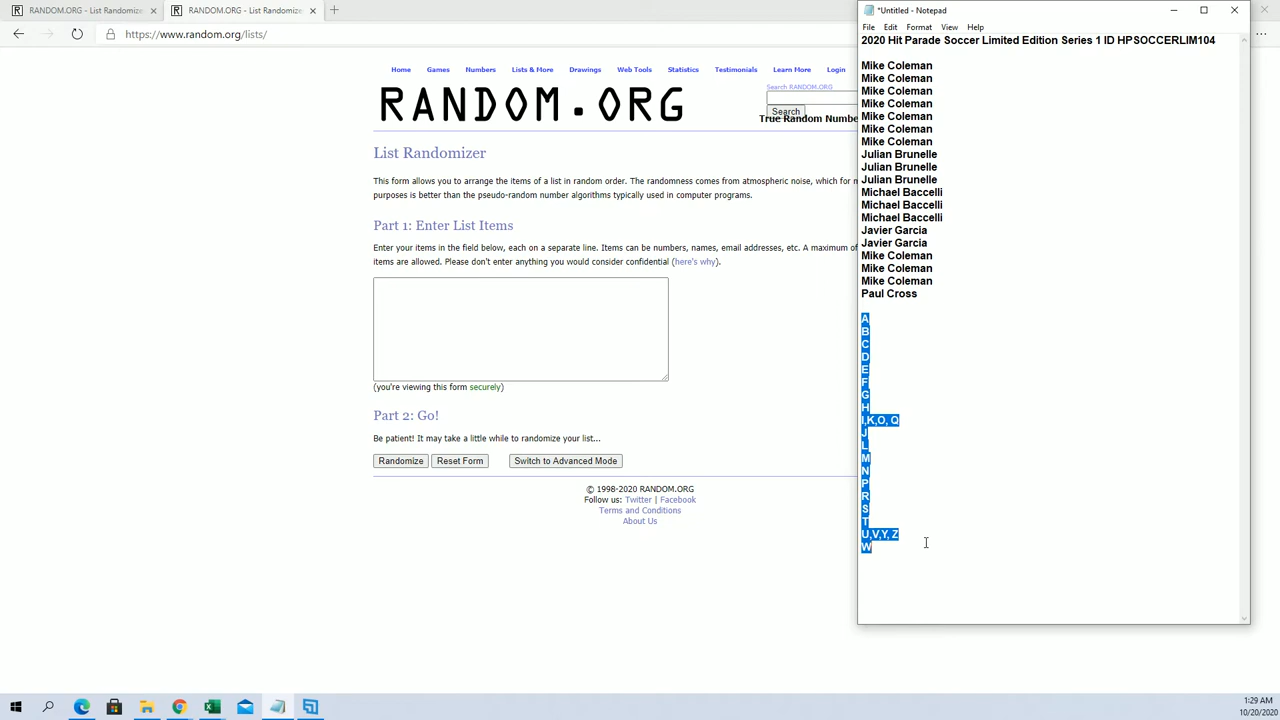 RANDOM.ORG - List Randomizer
RANDOM.ORG - List Randomizer
https://www.random.org/lists/
Home Games Numbers Lists & More Drawings Web Tools Statistics Testimonials Learn More Login
Search RANDOM.ORG
RANDOM.ORG
Search
True Random Numbe
List Randomizer
This form allows you to arrange the items of a list in random order. The randomness comes from atmospheric noise, which for m
purposes is better than the pseudo-random number algorithms typically used in computer programs.
Part 1: Enter List Items
Enter your items in the field below, each on a separate line. Items can be numbers, names, email addresses, etc. A maximum of
items are allowed. Please don't enter anything you would consider confidential (here's why).
(you're viewing this form securely)
Part 2: Go!
Be patient! It may take a little while to randomize your list...
Randomize Reset Form Switch to Advanced Mode
© 1998-2020 RANDOM.ORG
Follow us: Twitter | Facebook
Terms and Conditions
About Us
*Untitled - Notepad
File Edit Format View Help
2020 Hit Parade Soccer Limited Edition Series 1 ID HPSOCCERLIM104
Mike Coleman
Mike Coleman
Mike Coleman
Mike Coleman
Mike Coleman
Mike Coleman
Mike Coleman
Julian Brunelle
Julian Brunelle
Julian Brunelle
Michael Baccelli
Michael Baccelli
Michael Baccelli
Javier Garcia
Javier Garcia
Mike Coleman
Mike Coleman
Mike Coleman
Paul Cross
A
B
C
D
E
F
G
H
I,K,O, Q
J
L
M
N
P
R
S
T
U,V,Y, Z
W
1:29 AM
10/20/2020